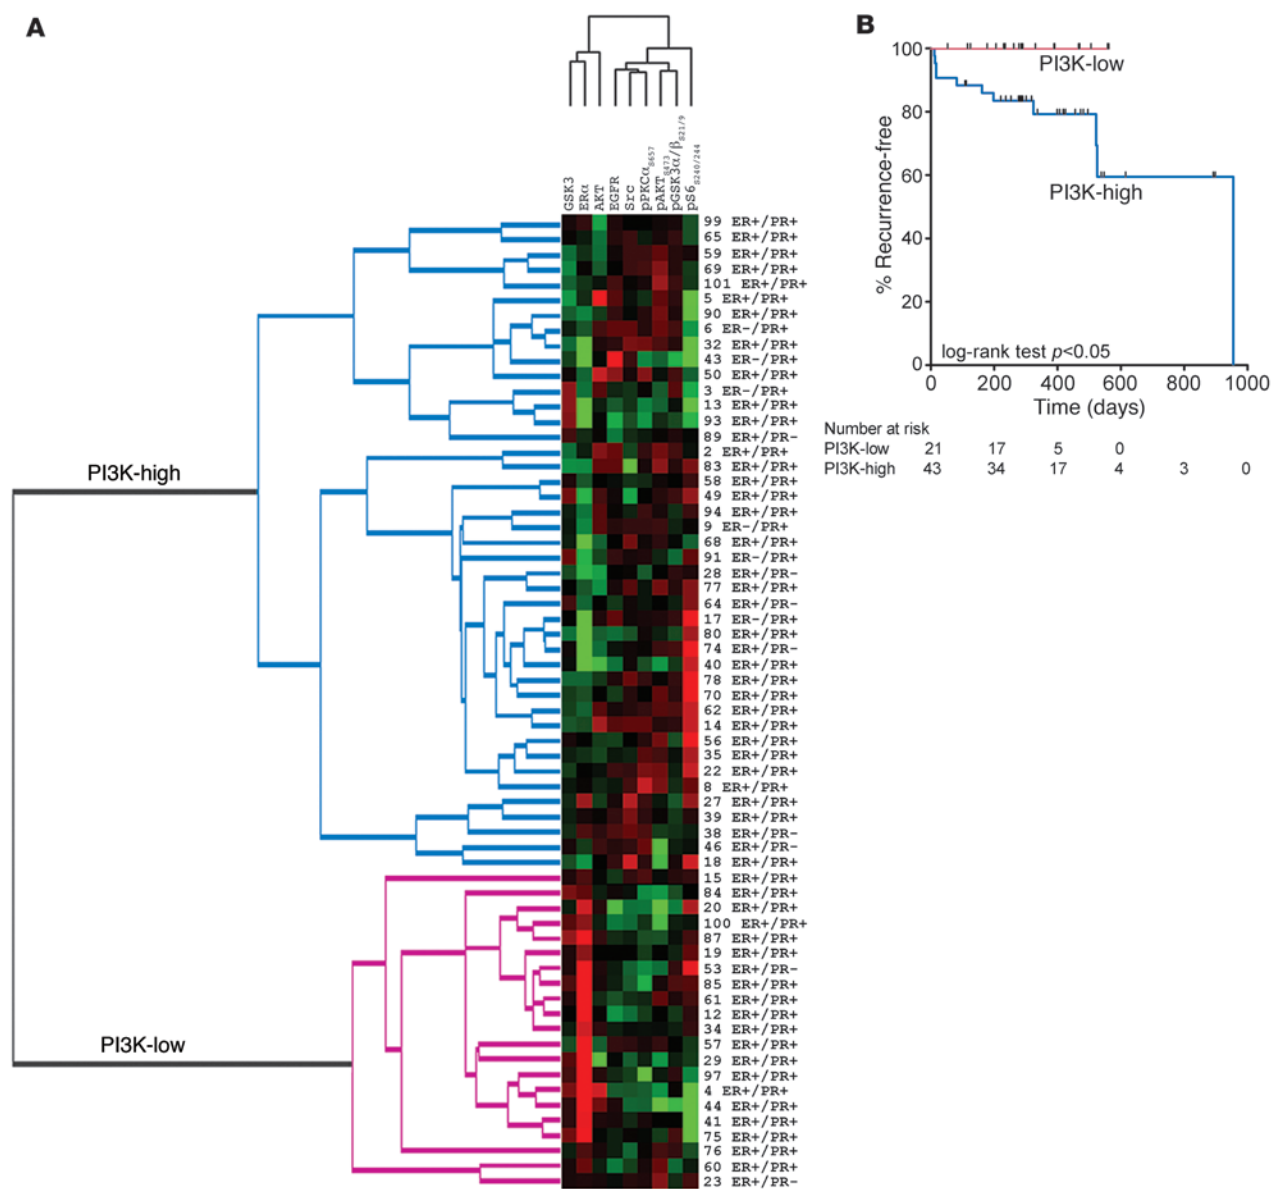 A
GSK3
ERα
AKT
EGFR
Src
pPKCα S657
pAKT S473
pGSK3α/β S21/9
pS6 S240/244
PI3K-high
PI3K-low
99 ER+/PR+
65 ER+/PR+
59 ER+/PR+
69 ER+/PR+
101 ER+/PR+
5 ER+/PR+
90 ER+/PR+
6 ER-/PR+
32 ER+/PR+
43 ER-/PR+
50 ER+/PR+
3 ER-/PR+
13 ER+/PR+
93 ER+/PR+
89 ER+/PR-
2 ER+/PR+
83 ER+/PR+
58 ER+/PR+
49 ER+/PR+
94 ER+/PR+
9 ER-/PR+
68 ER+/PR+
91 ER-/PR+
28 ER+/PR-
77 ER+/PR+
64 ER+/PR-
17 ER-/PR+
80 ER+/PR+
74 ER+/PR-
40 ER+/PR+
78 ER+/PR+
70 ER+/PR+
62 ER+/PR+
14 ER+/PR+
56 ER+/PR+
35 ER+/PR+
22 ER+/PR+
8 ER+/PR+
27 ER+/PR+
39 ER+/PR+
38 ER+/PR-
46 ER+/PR-
18 ER+/PR+
15 ER+/PR+
84 ER+/PR+
20 ER+/PR+
100 ER+/PR+
87 ER+/PR+
19 ER+/PR+
53 ER+/PR-
85 ER+/PR+
61 ER+/PR+
12 ER+/PR+
34 ER+/PR+
57 ER+/PR+
29 ER+/PR+
97 ER+/PR+
4 ER+/PR+
44 ER+/PR+
41 ER+/PR+
75 ER+/PR+
76 ER+/PR+
60 ER+/PR+
23 ER+/PR-
B
% Recurrence-free
100
80
60
40
20
0
PI3K-low
PI3K-high
log-rank test p<0.05
0 200 400 600 800 1000
Time (days)
Number at risk
PI3K-low 21 17 5 0
PI3K-high 43 34 17 4 3 0